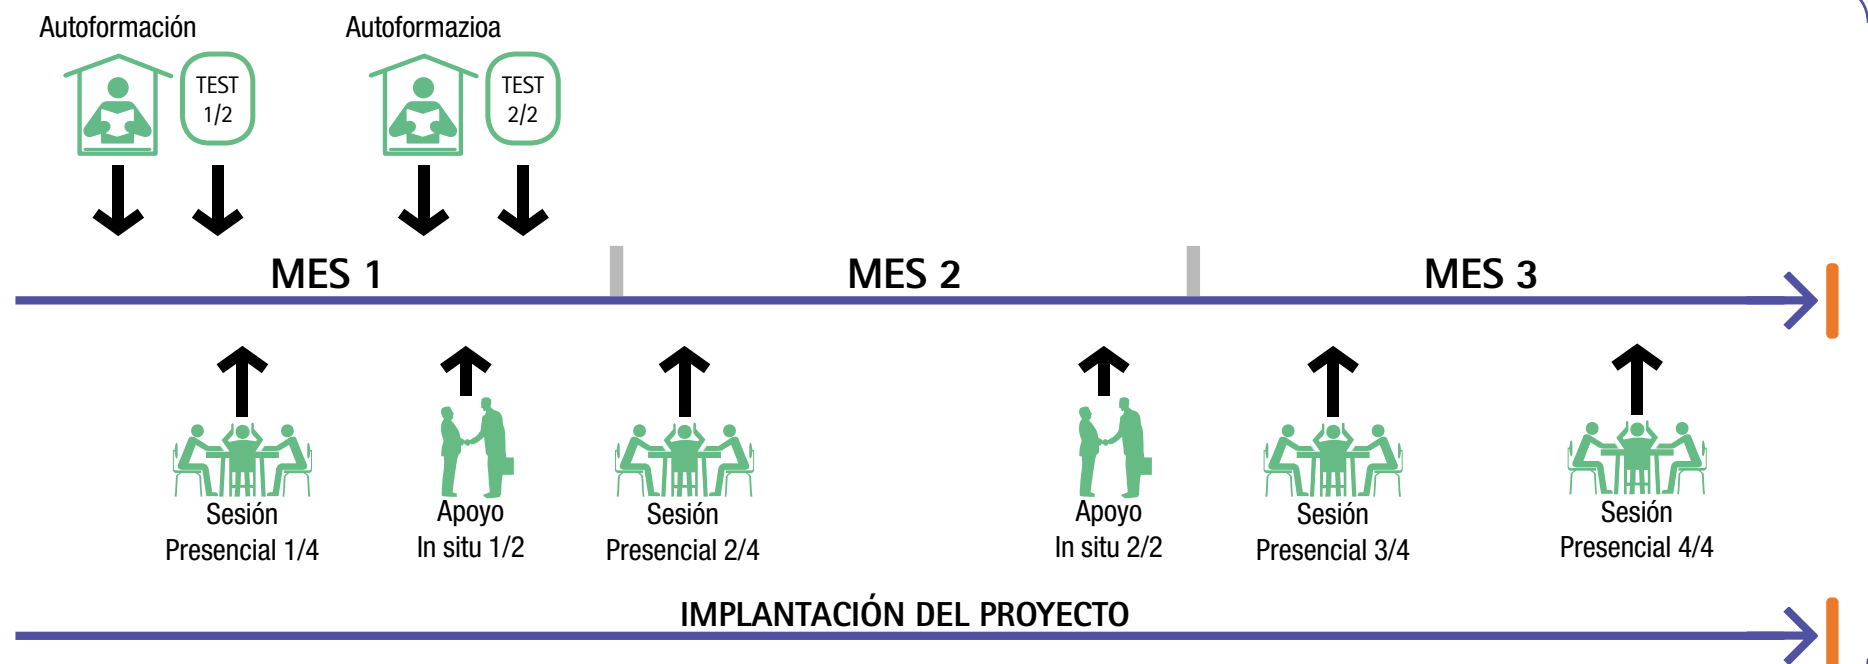 Autoformación
Autoformazioa
TEST
1/2
TEST
2/2
MES 1
MES 2
MES 3
Sesión
Presencial 1/4
Apoyo
In situ 1/2
Sesión
Presencial 2/4
Apoyo
In situ 2/2
Sesión
Presencial 3/4
Sesión
Presencial 4/4
IMPLANTACIÓN DEL PROYECTO